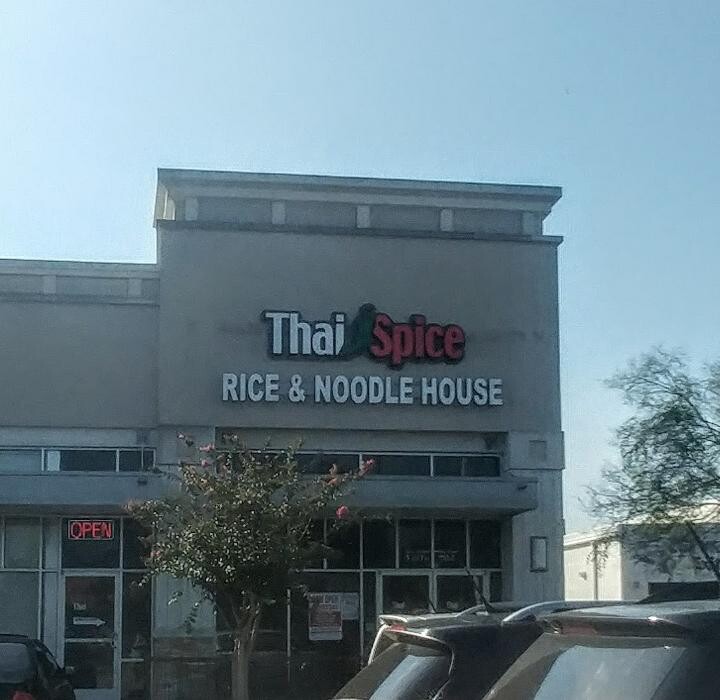 Thai Spice
RICE & NOODLE HOUSE
OPEN